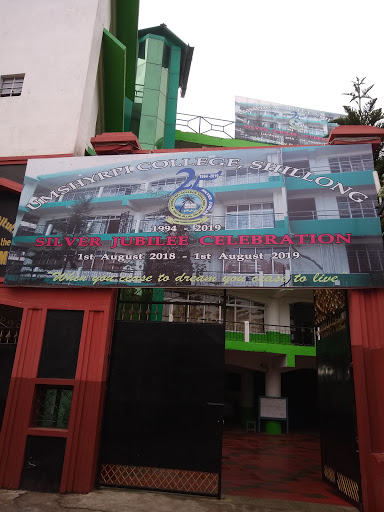 UMSHYRPI COLLEGE, SHILLONG
25
1994 - 2019
SILVER JUBILEE CELEBRATION
1st August 2018 - 1st August 2019
When you cease to dream you cease to live
the